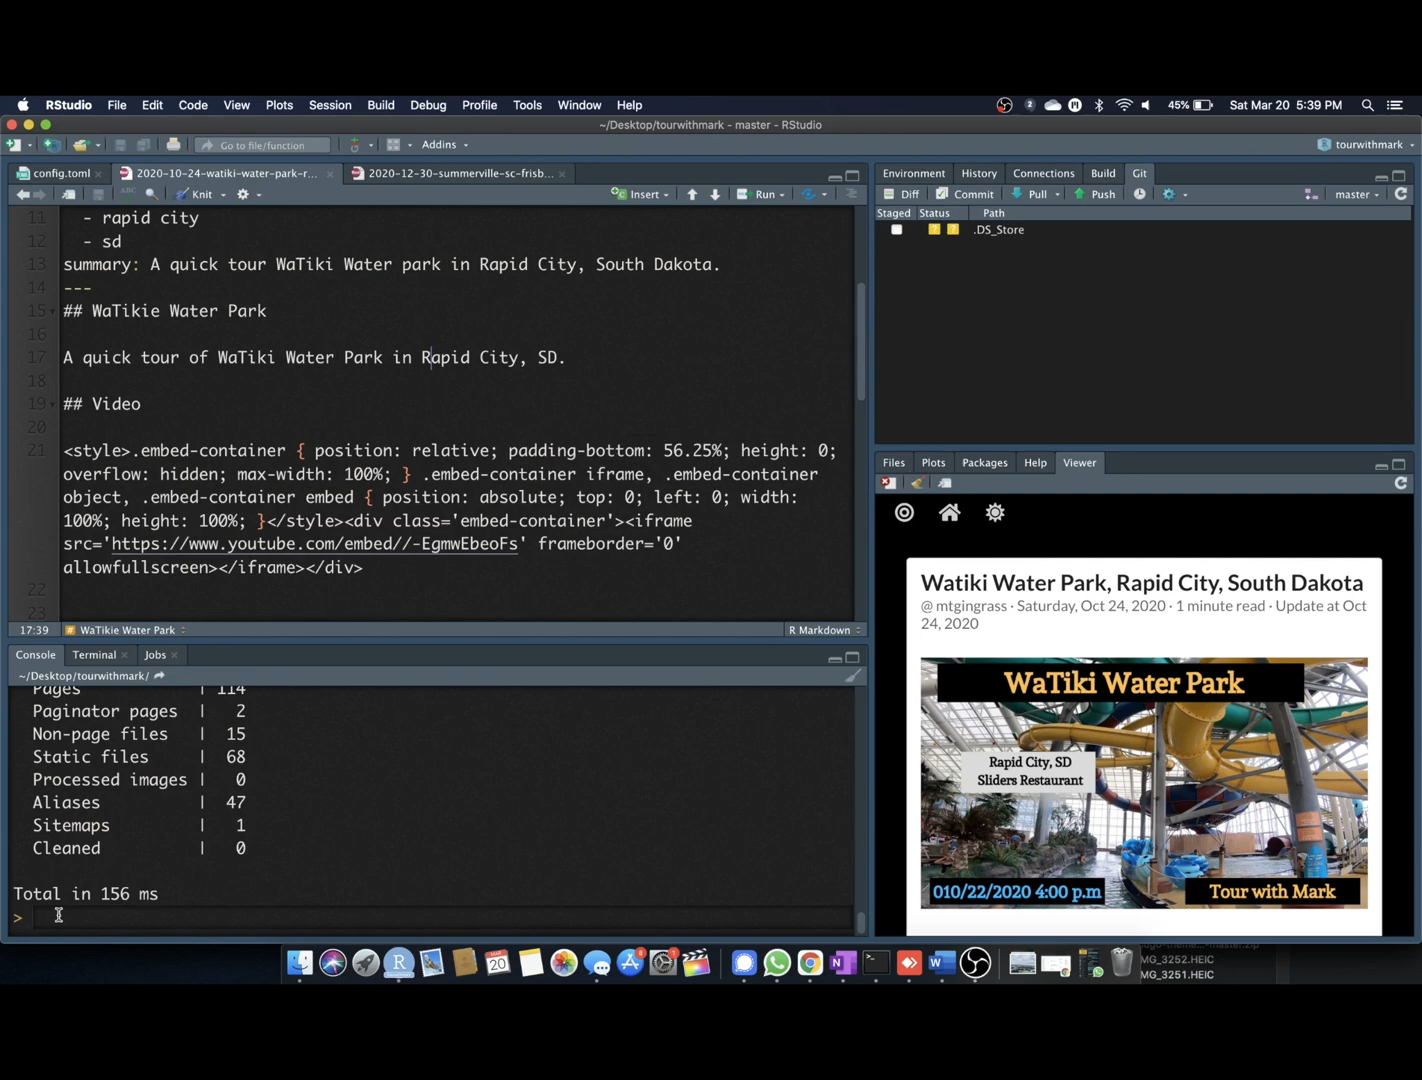 RStudio File Edit Code View Plots Session Build Debug Profile Tools Window Help
2 45% Sat Mar 20 5:39 PM
~/Desktop/tourwithmark - master - RStudio
Go to file/function Addins tourwithmark
config.toml 2020-10-24-watiki-water-park-r... 2020-12-30-summerville-sc-frisb...
ABC Knit Insert Run
11 - rapid city
12 - sd
13 summary: A quick tour WaTiki Water park in Rapid City, South Dakota.
14 ---
15 ## WaTikie Water Park
16
17 A quick tour of WaTiki Water Park in Rapid City, SD.
18
19 ## Video
20
21 <style>.embed-container { position: relative; padding-bottom: 56.25%; height: 0;
overflow: hidden; max-width: 100%; } .embed-container iframe, .embed-container
object, .embed-container embed { position: absolute; top: 0; left: 0; width:
100%; height: 100%; }</style><div class='embed-container'><iframe
src='https://www.youtube.com/embed//-EgmwEbeoFs' frameborder='0'
allowfullscreen></iframe></div>
22
23
17:39 # WaTikie Water Park R Markdown
Console Terminal Jobs
~/Desktop/tourwithmark/
Pages | 114
Paginator pages | 2
Non-page files | 15
Static files | 68
Processed images | 0
Aliases | 47
Sitemaps | 1
Cleaned | 0
Total in 156 ms
>
Environment History Connections Build Git
Diff Commit Pull Push master
Staged Status Path
? ? .DS_Store
Files Plots Packages Help Viewer
Watiki Water Park, Rapid City, South Dakota
@ mtgingrass · Saturday, Oct 24, 2020 · 1 minute read · Update at Oct
24, 2020
WaTiki Water Park
Rapid City, SD
Sliders Restaurant
010/22/2020 4:00 p.m
Tour with Mark
MAR
20
MG_3252.HEIC
MG_3251.HEIC